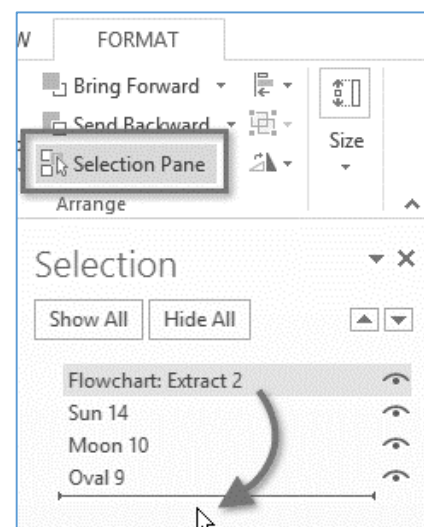 W FORMAT
Bring Forward
Send Backward
Selection Pane
Size
Arrange
Selection
Show All Hide All
Flowchart: Extract 2
Sun 14
Moon 10
Oval 9